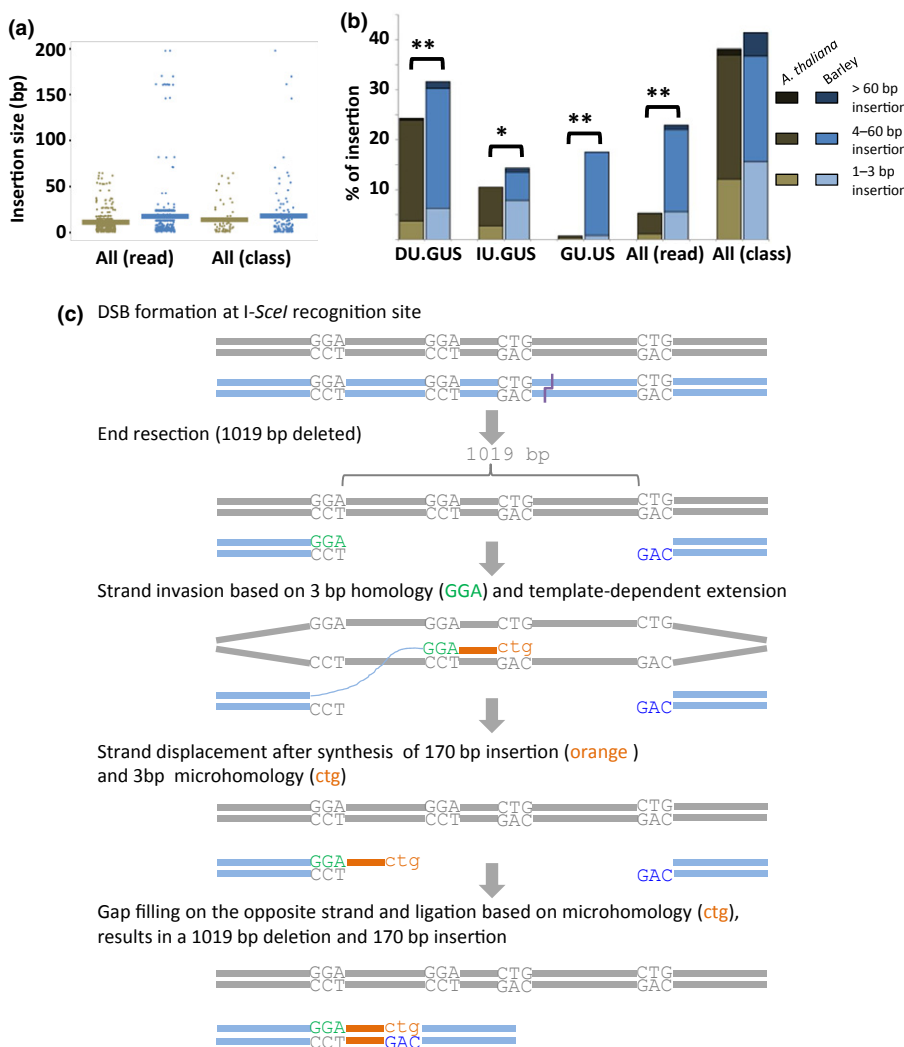 (a)
Insertion size (bp)
200
150
100
50
0
All (read) All (class)
(b)
% of insertion
40
30
20
10
** * ** **
DU.GUS IU.GUS GU.US All (read) All (class)
A. thaliana
Barley
> 60 bp
insertion
4–60 bp
insertion
1–3 bp
insertion
(c) DSB formation at I-SceI recognition site
GGA GGA CTG CTG
CCT CCT GAC GAC
GGA GGA CTG CTG
CCT CCT GAC GAC
End resection (1019 bp deleted)
1019 bp
GGA GGA CTG CTG
CCT CCT GAC GAC
GGA
CCT GAC
Strand invasion based on 3 bp homology (GGA) and template-dependent extension
GGA GGA CTG CTG
GGA ctg
CCT CCT GAC GAC
CCT GAC
Strand displacement after synthesis of 170 bp insertion (orange )
and 3bp microhomology (ctg)
GGA GGA CTG CTG
CCT CCT GAC GAC
GGA ctg
CCT GAC
Gap filling on the opposite strand and ligation based on microhomology (ctg),
results in a 1019 bp deletion and 170 bp insertion
GGA GGA CTG CTG
CCT CCT GAC GAC
GGA ctg
CCT GAC